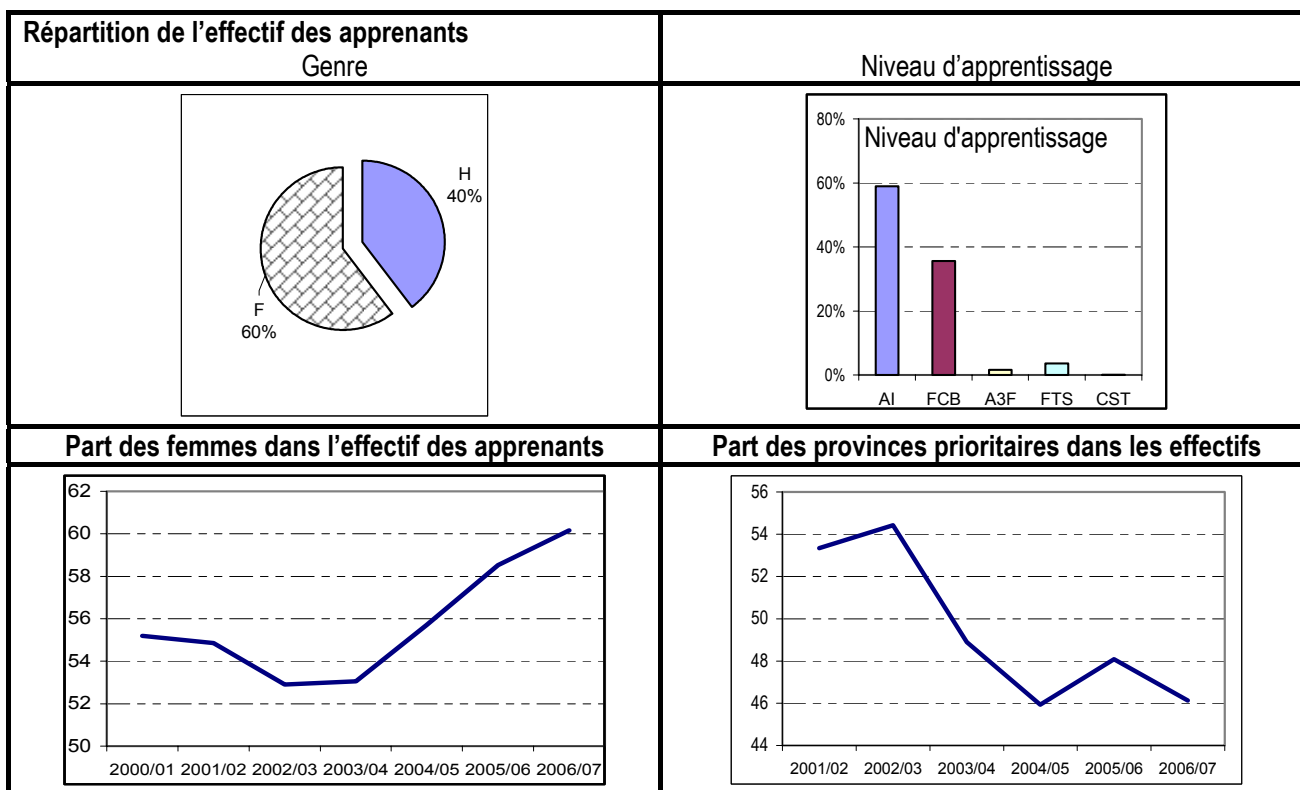 Répartition de l'effectif des apprenants
Genre
Niveau d'apprentissage
H
40%
F
60%
Niveau d'apprentissage
80%
60%
40%
20%
0%
AI FCB A3F FTS CST
Part des femmes dans l'effectif des apprenants
Part des provinces prioritaires dans les effectifs
62
60
58
56
54
52
50
2000/01 2001/02 2002/03 2003/04 2004/05 2005/06 2006/07
56
54
52
50
48
46
44
2001/02 2002/03 2003/04 2004/05 2005/06 2006/07